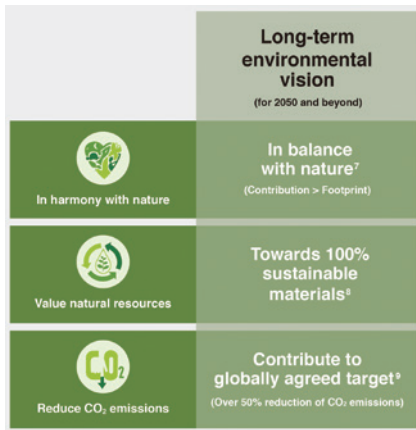 Long-term
environmental
vision
(for 2050 and beyond)
In harmony with nature
In balance
with nature⁷
(Contribution > Footprint)
Value natural resources
Towards 100%
sustainable
materials⁸
CO₂
Reduce CO₂ emissions
Contribute to
globally agreed target⁹
(Over 50% reduction of CO₂ emissions)